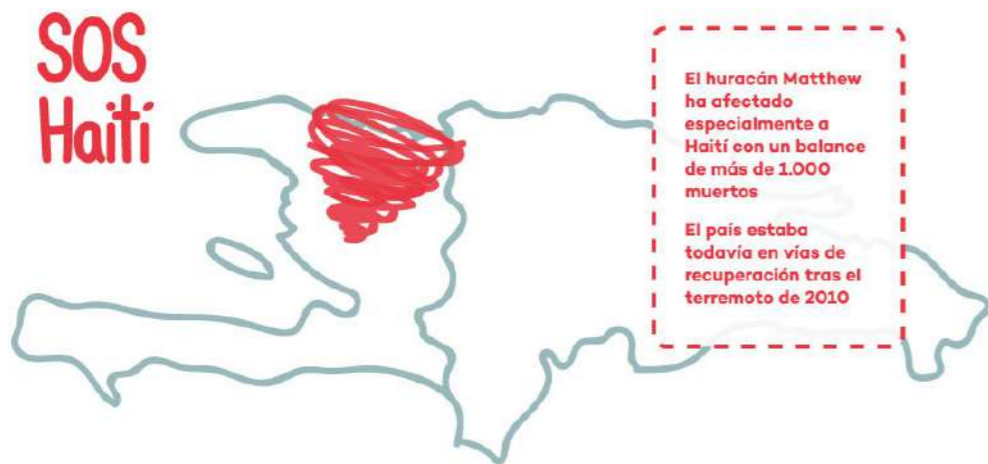 SOS
Haití
El huracán Matthew
ha afectado
especialmente a
Haití con un balance
de más de 1.000
muertos
El país estaba
todavía en vías de
recuperación tras el
terremoto de 2010